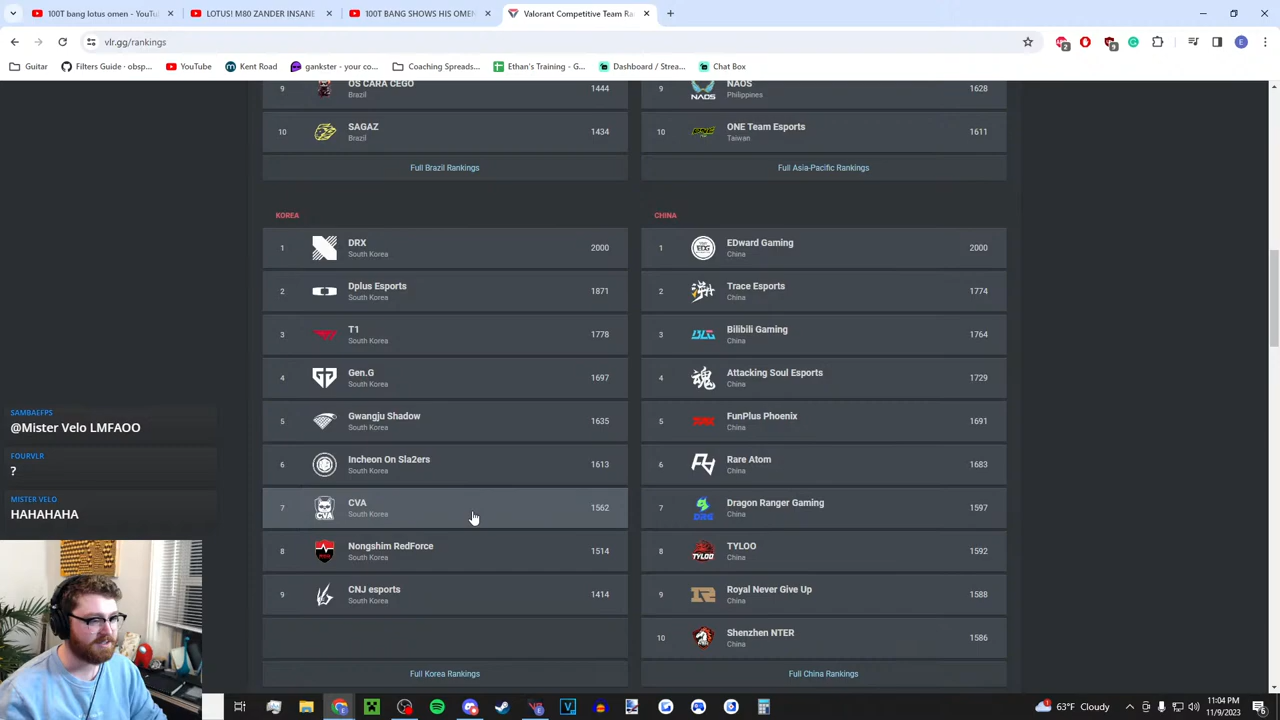 100T bang lotus omen - YouTu
LOTUS! M80 ZANDER INSANE
100T BANG SHOWS HIS OMEN
Valorant Competitive Team Ra
vlr.gg/rankings
Guitar
Filters Guide · obsp...
YouTube
Kent Road
gankster - your co...
Coaching Spreads...
Ethan's Training - G...
Dashboard / Strea...
Chat Box
9 OS CARA CEGO 1444
Brazil
10 SAGAZ 1434
Brazil
Full Brazil Rankings
9 NAOS 1628
Philippines
10 ONE Team Esports 1611
Taiwan
Full Asia-Pacific Rankings
KOREA
1 DRX 2000
South Korea
2 Dplus Esports 1871
South Korea
3 T1 1778
South Korea
4 Gen.G 1697
South Korea
5 Gwangju Shadow 1635
South Korea
6 Incheon On Sla2ers 1613
South Korea
7 CVA 1562
South Korea
8 Nongshim RedForce 1514
South Korea
9 CNJ esports 1414
South Korea
Full Korea Rankings
CHINA
1 EDward Gaming 2000
China
2 Trace Esports 1774
China
3 Bilibili Gaming 1764
China
4 Attacking Soul Esports 1729
China
5 FunPlus Phoenix 1691
China
6 Rare Atom 1683
China
7 Dragon Ranger Gaming 1597
China
8 TYLOO 1592
China
9 Royal Never Give Up 1588
China
10 Shenzhen NTER 1586
China
Full China Rankings
SAMBAEFPS
@Mister Velo LMFAOO
FOURVLR
?
MISTER VELO
HAHAHAHA
63°F Cloudy
11:04 PM
11/9/2023